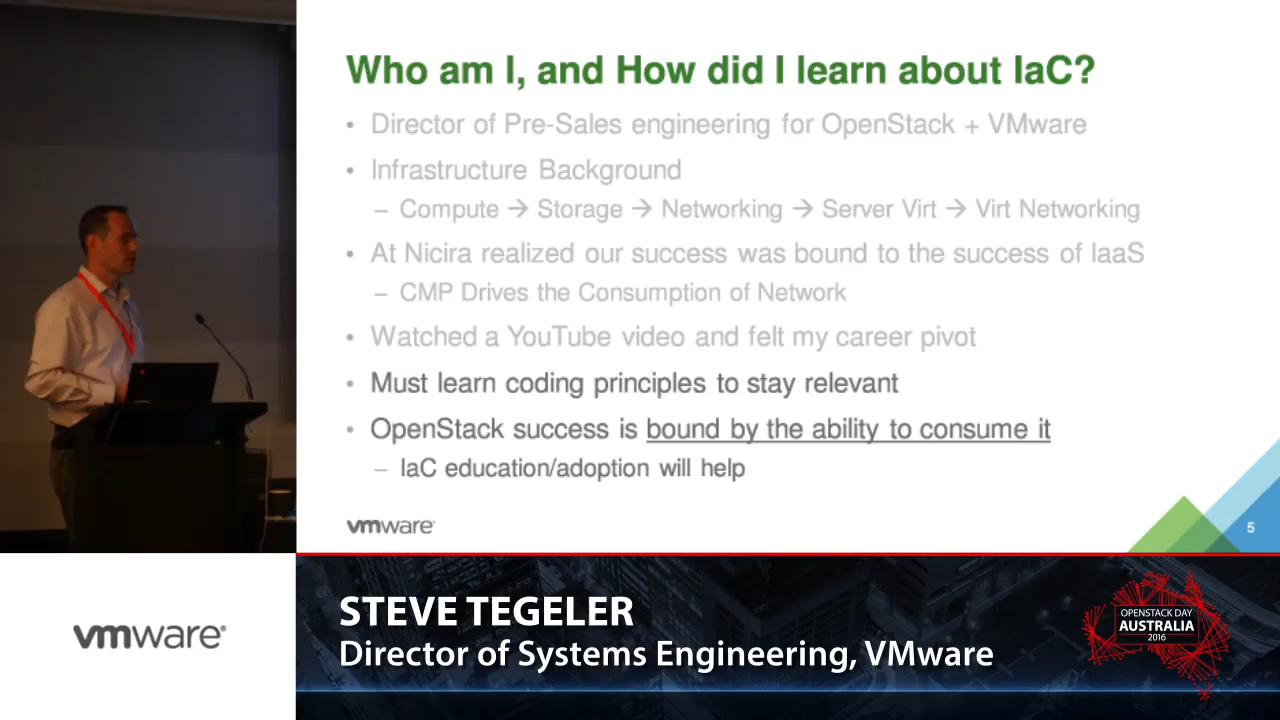 Who am I, and How did I learn about IaC?
• Director of Pre-Sales engineering for OpenStack + VMware
• Infrastructure Background
– Compute → Storage → Networking → Server Virt → Virt Networking
• At Nicira realized our success was bound to the success of IaaS
– CMP Drives the Consumption of Network
• Watched a YouTube video and felt my career pivot
• Must learn coding principles to stay relevant
• OpenStack success is bound by the ability to consume it
– IaC education/adoption will help
vmware
5
STEVE TEGELER
Director of Systems Engineering, VMware
vmware®
OPENSTACK DAY
AUSTRALIA
2016